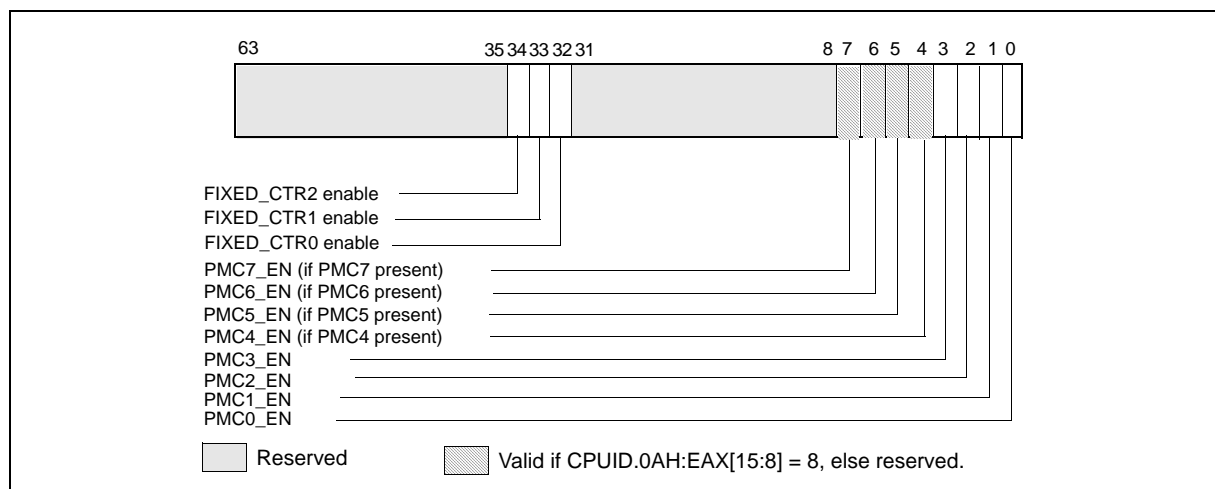 63 35 34 33 32 31 8 7 6 5 4 3 2 1 0
FIXED_CTR2 enable
FIXED_CTR1 enable
FIXED_CTR0 enable
PMC7_EN (if PMC7 present)
PMC6_EN (if PMC6 present)
PMC5_EN (if PMC5 present)
PMC4_EN (if PMC4 present)
PMC3_EN
PMC2_EN
PMC1_EN
PMC0_EN
Reserved Valid if CPUID.0AH:EAX[15:8] = 8, else reserved.